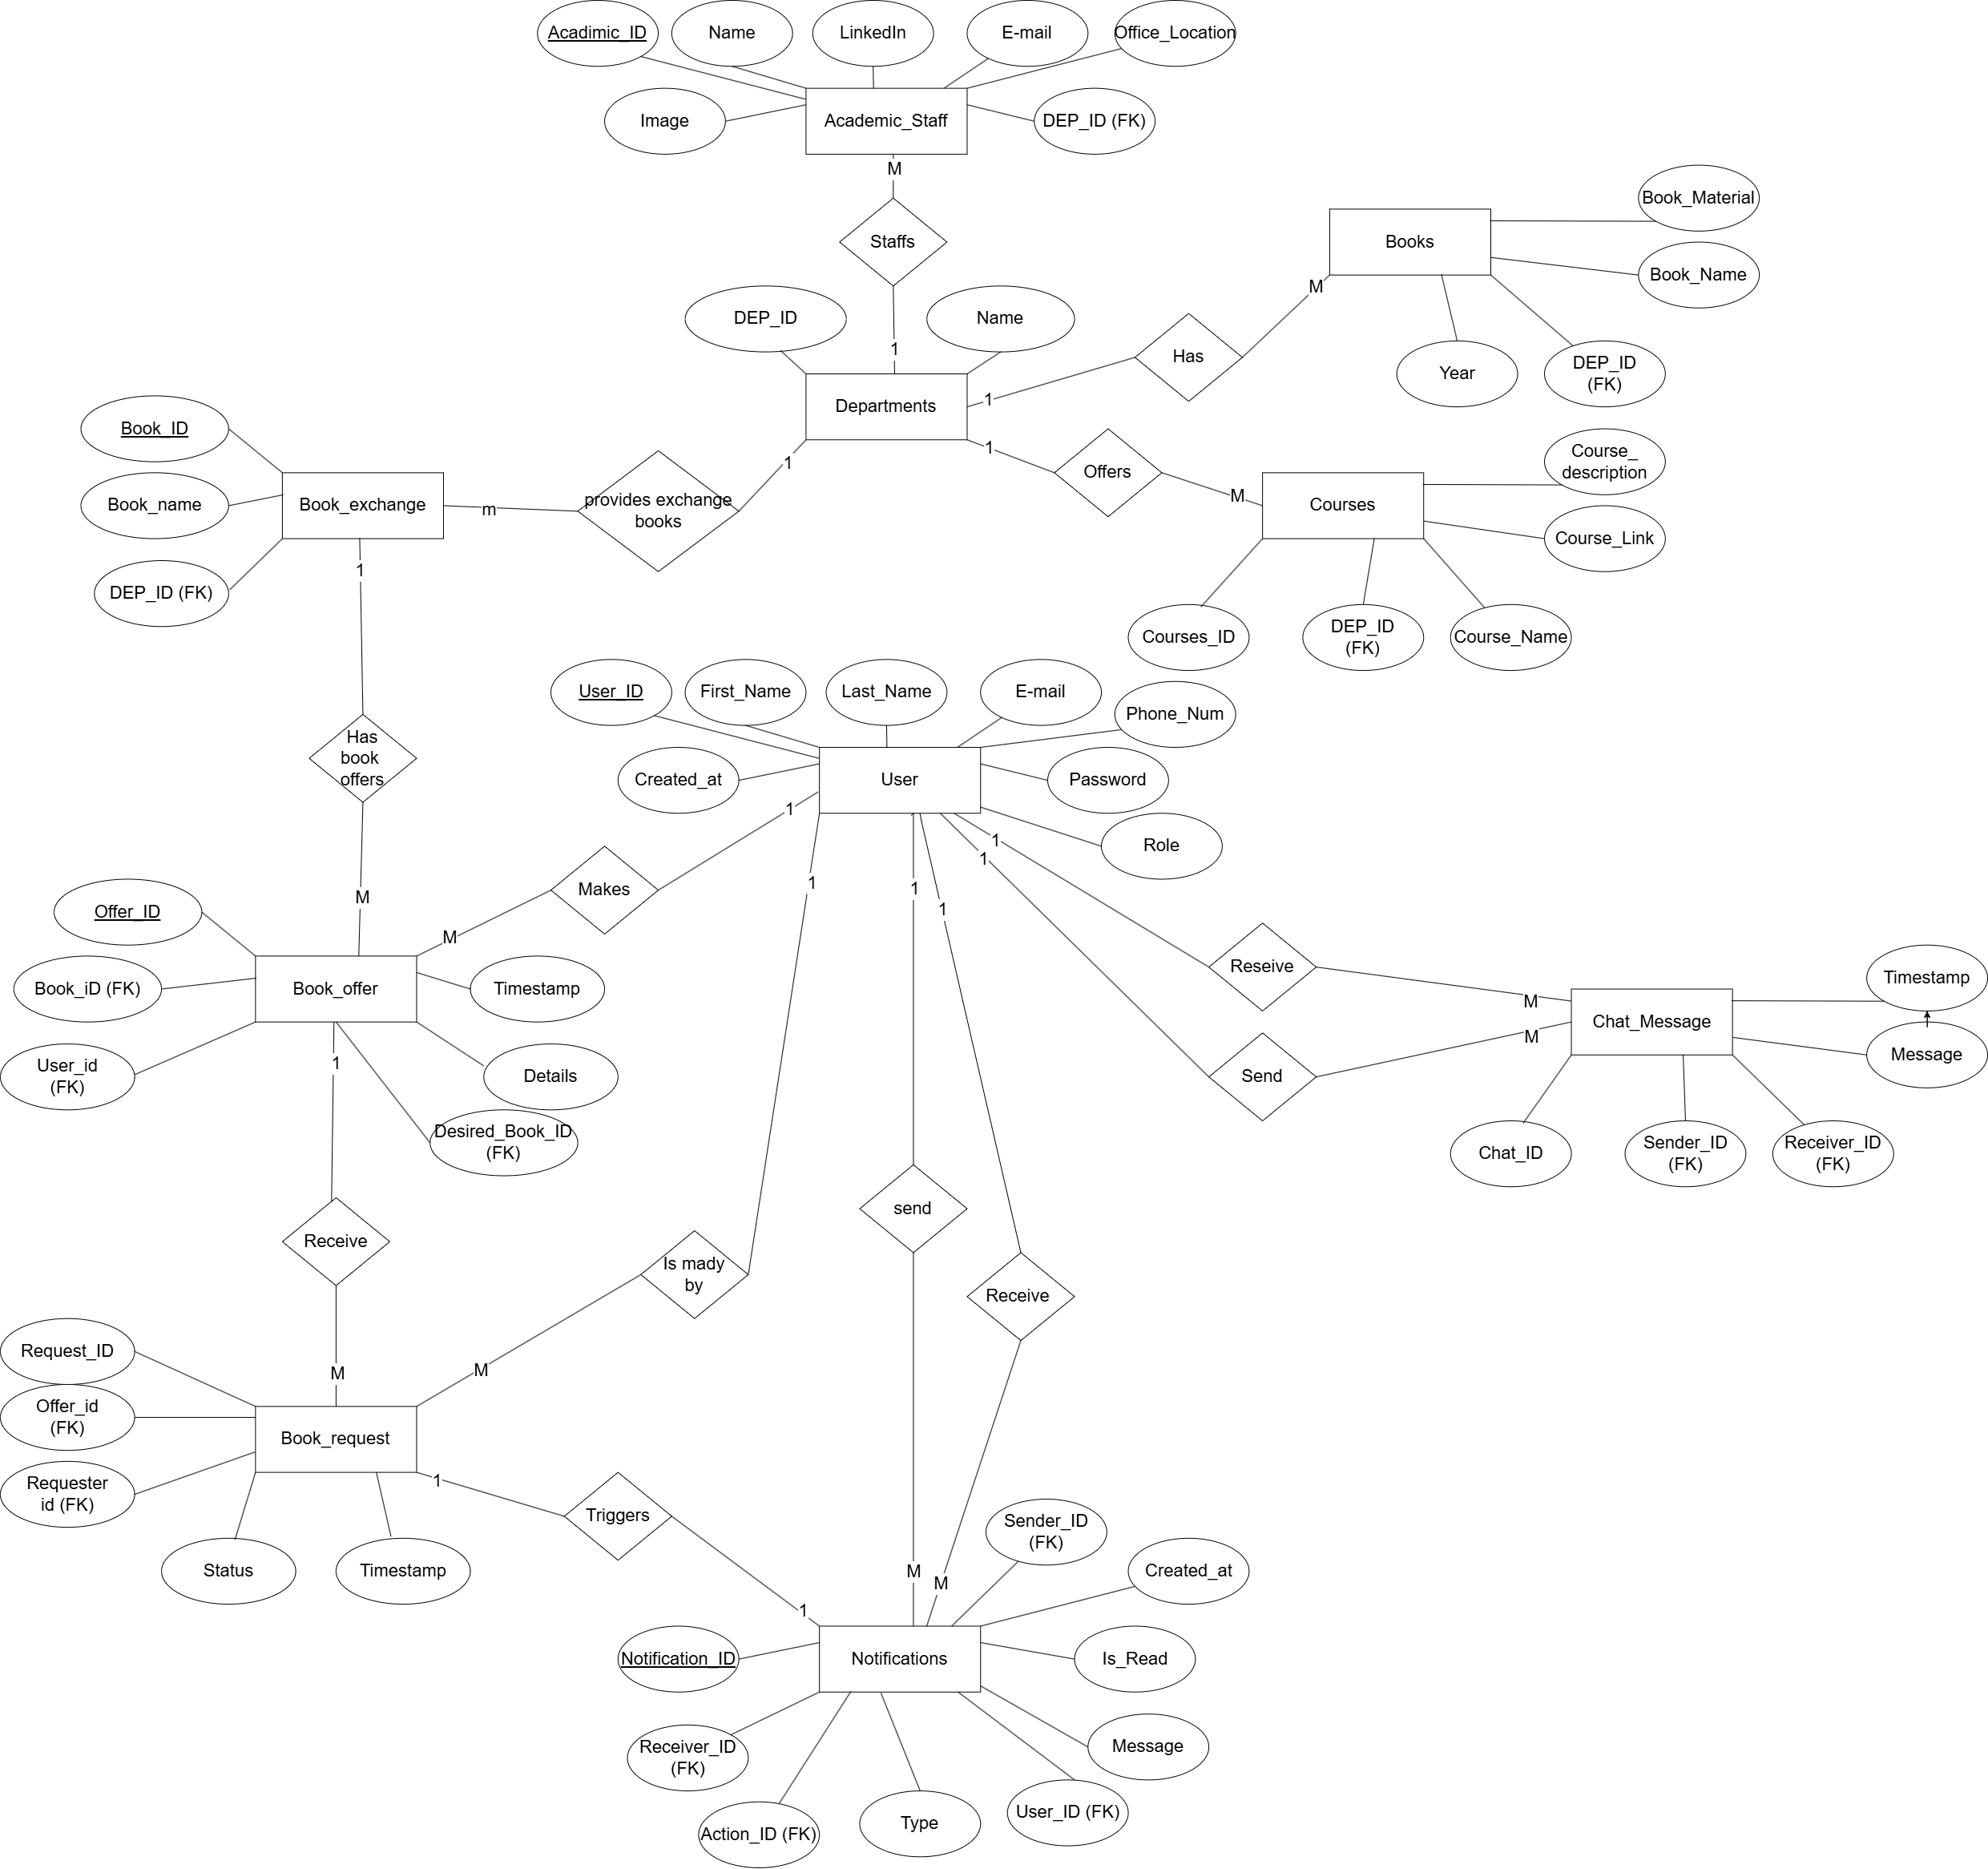 Acadimic_ID
Name
LinkedIn
E-mail
Office_Location
Image
Academic_Staff
DEP_ID (FK)
M
Staffs
Book_Material
Books
Book_Name
M
DEP_ID
Name
1
Has
Year
DEP_ID
(FK)
Departments
1
Book_ID
1
1
Offers
Course_
description
Book_name
Book_exchange
m
provides exchange
books
M
Courses
Course_Link
1
DEP_ID (FK)
Courses_ID
DEP_ID
(FK)
Course_Name
User_ID
First_Name
Last_Name
E-mail
Phone_Num
Has
book
offers
Created_at
User
Password
1
1
1
Role
1
1
1
Makes
M
1
Offer_ID
M
Reseive
Book_iD (FK)
Book_offer
Timestamp
M
Timestamp
Chat_Message
M
Message
1
User_id
(FK)
Details
Send
Desired_Book_ID
(FK)
Chat_ID
Sender_ID
(FK)
Receiver_ID
(FK)
send
Receive
Is mady
by
Receive
Request_ID
M
M
Offer_id
(FK)
Book_request
Requester
id (FK)
1
Triggers
Sender_ID
(FK)
Status
Timestamp
M
M
Created_at
1
Notification_ID
Notifications
Is_Read
Receiver_ID
(FK)
Message
Action_ID (FK)
Type
User_ID (FK)